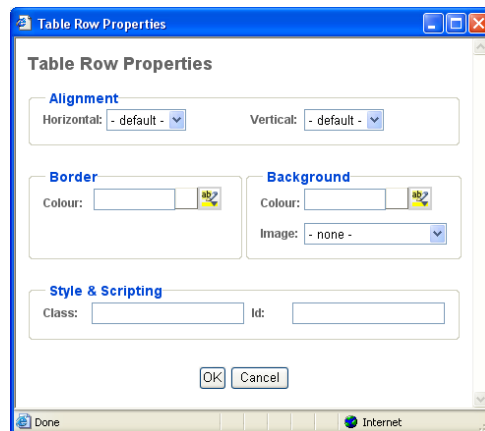 Table Row Properties
Table Row Properties
Alignment
Horizontal: - default - Vertical: - default -
Border
Colour:
Background
Colour:
Image: - none -
Style & Scripting
Class: Id:
OK Cancel
Done Internet